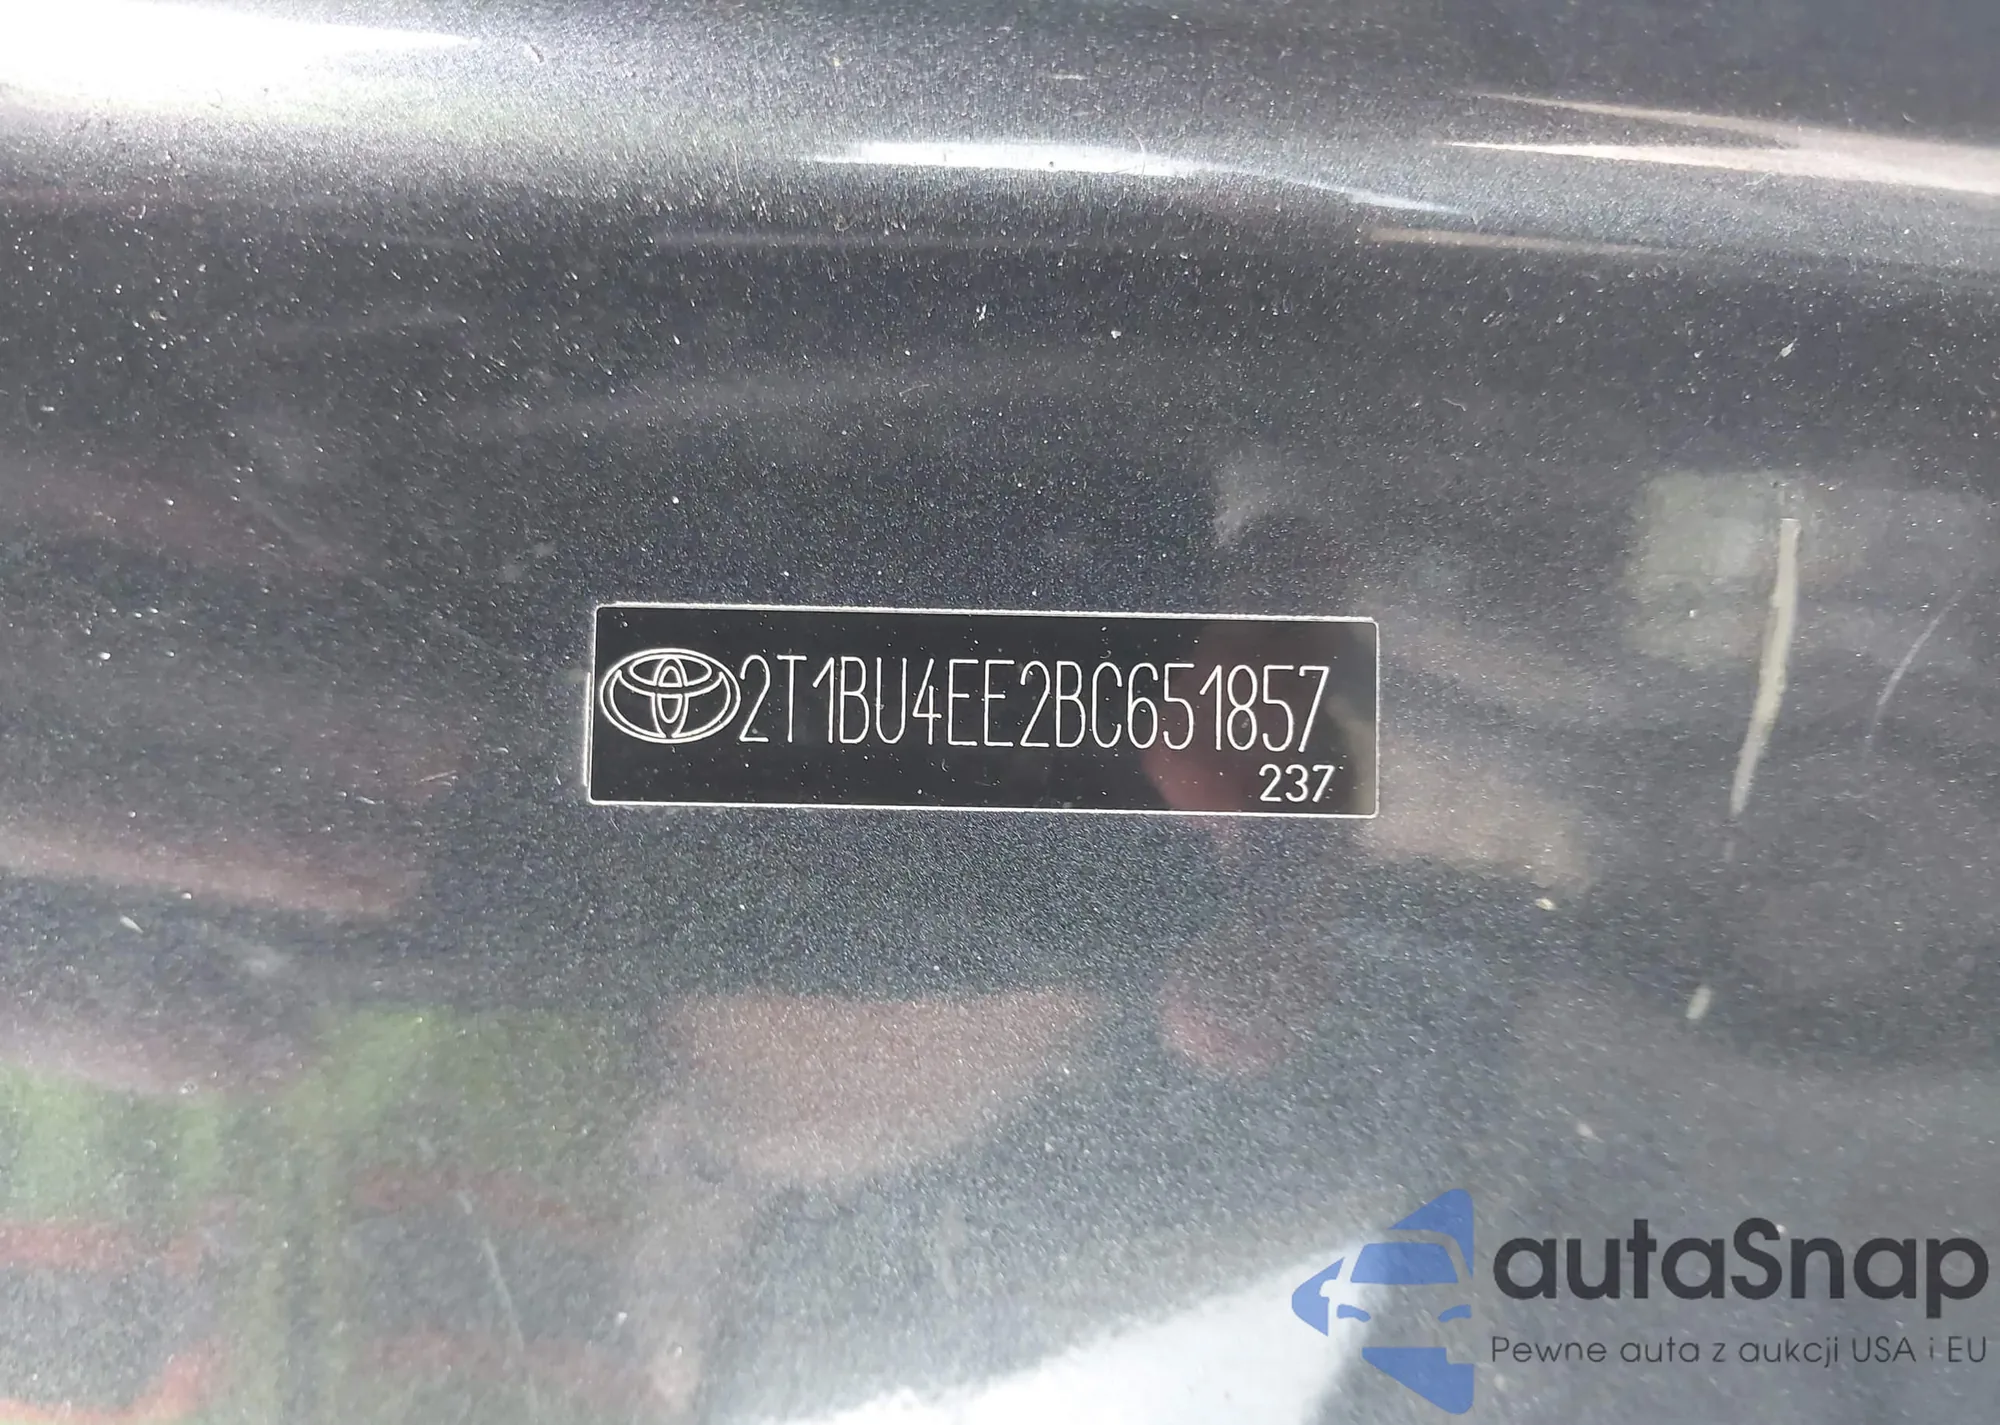 2T1BU4EE2BC651857
237
autaSnap
Pewne auta z aukcji USA i EU